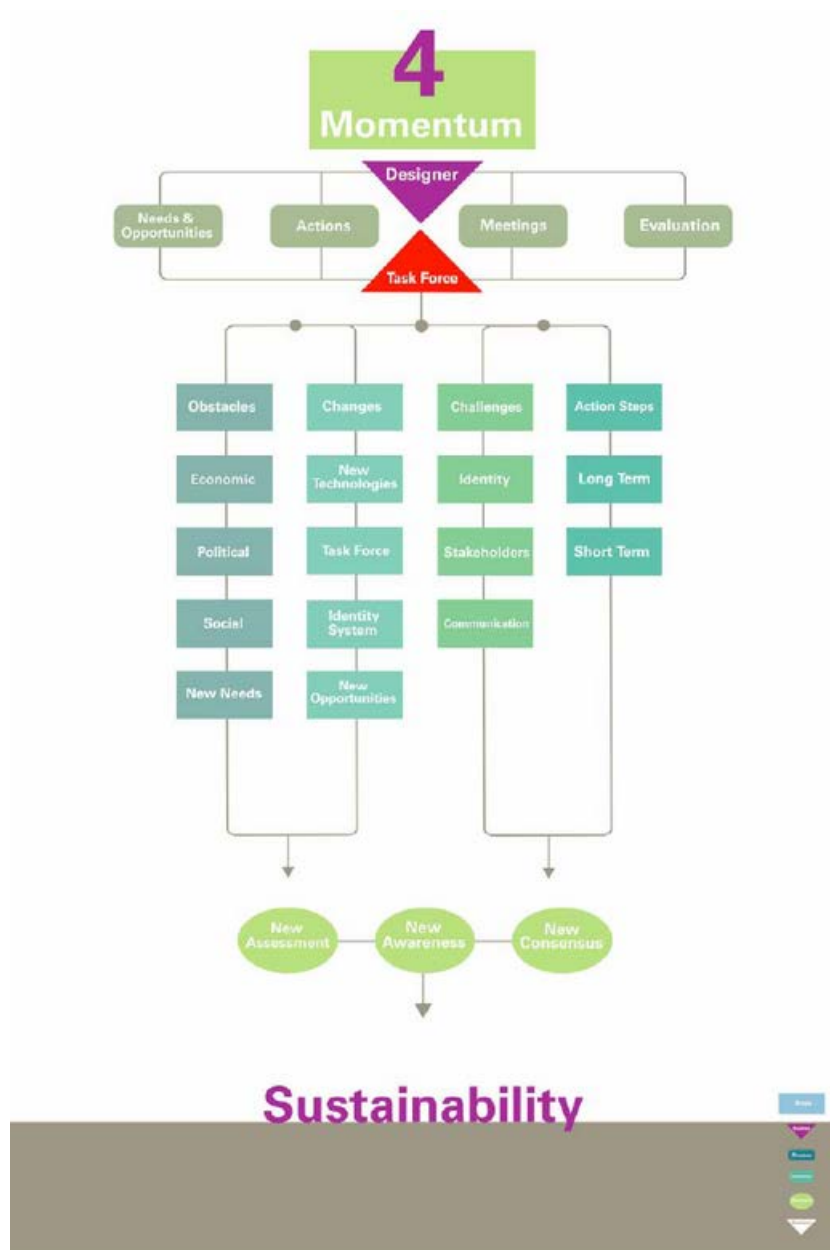 4
Momentum
Designer
Needs &
Opportunities
Actions
Meetings
Evaluation
Task Force
Obstacles
Changes
Challenges
Action Steps
Economic
New
Technologies
Identity
Long Term
Political
Task Force
Stakeholders
Short Term
Social
Identity
System
Communication
New Needs
New
Opportunities
New
Assessment
New
Awareness
New
Consensus
Sustainability